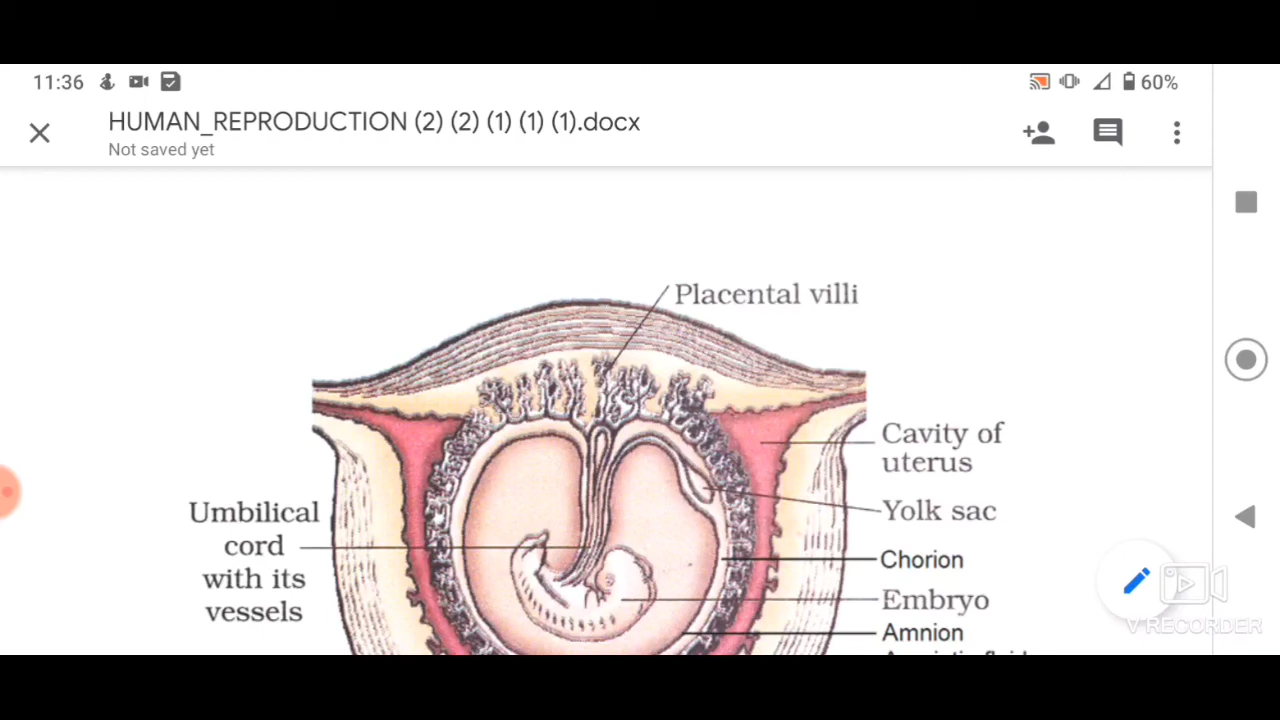 11:36
60%
HUMAN_REPRODUCTION (2) (2) (1) (1) (1).docx
Not saved yet
Placental villi
Cavity of
uterus
Yolk sac
Umbilical
cord
with its
vessels
Chorion
Embryo
Amnion
V RECORDER